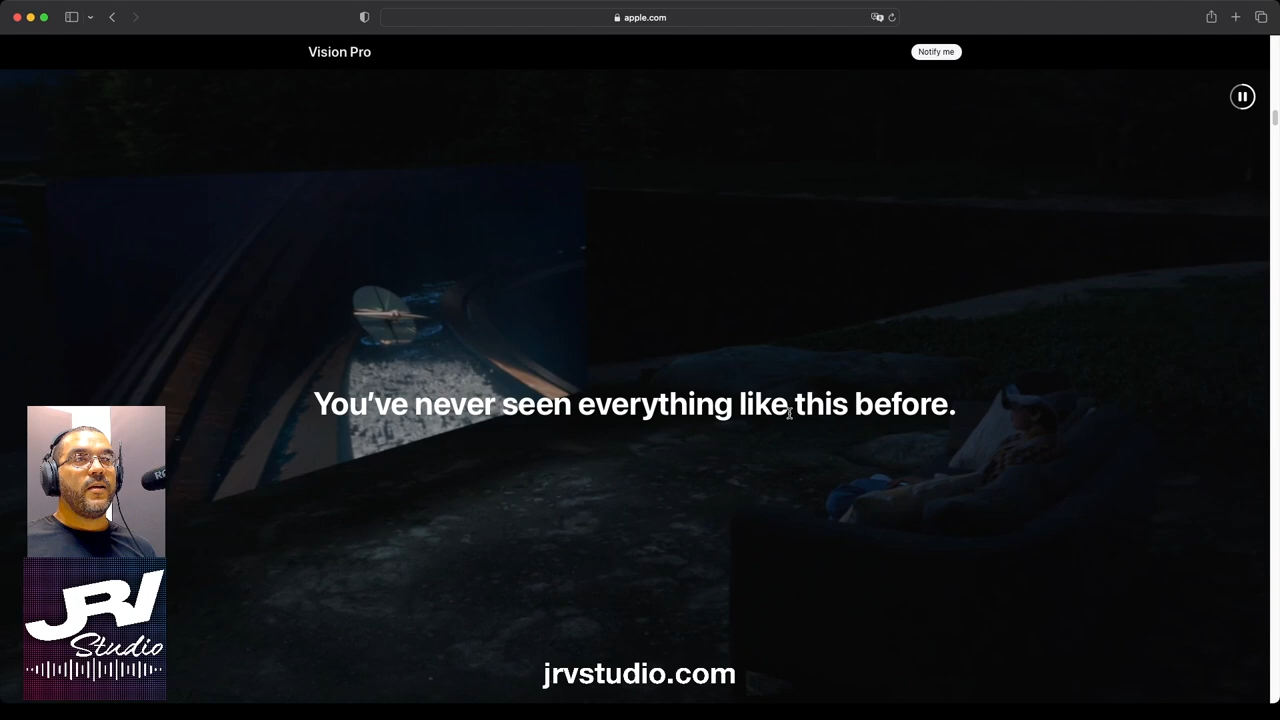 apple.com
Vision Pro
Notify me
You've never seen everything like this before.
JRV
Studio
jrvstudio.com